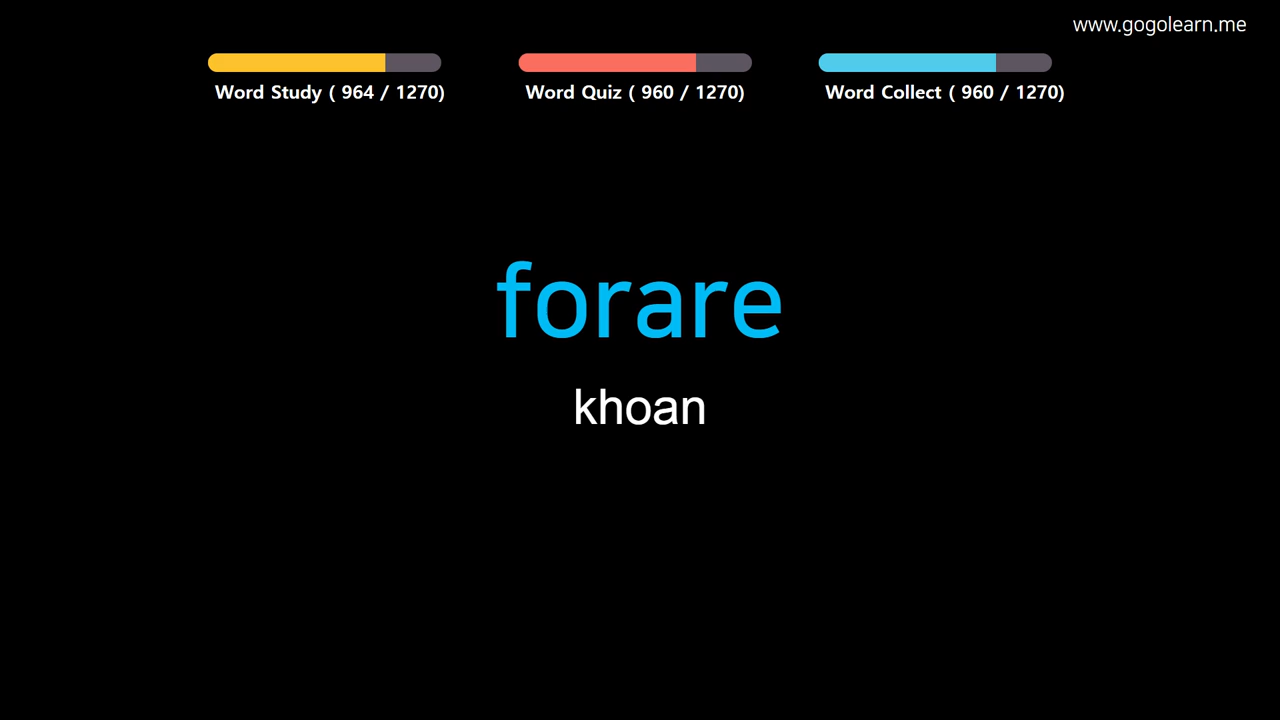 www.gogolearn.me
Word Study ( 964 / 1270)
Word Quiz ( 960 / 1270)
Word Collect ( 960 / 1270)
forare
khoan